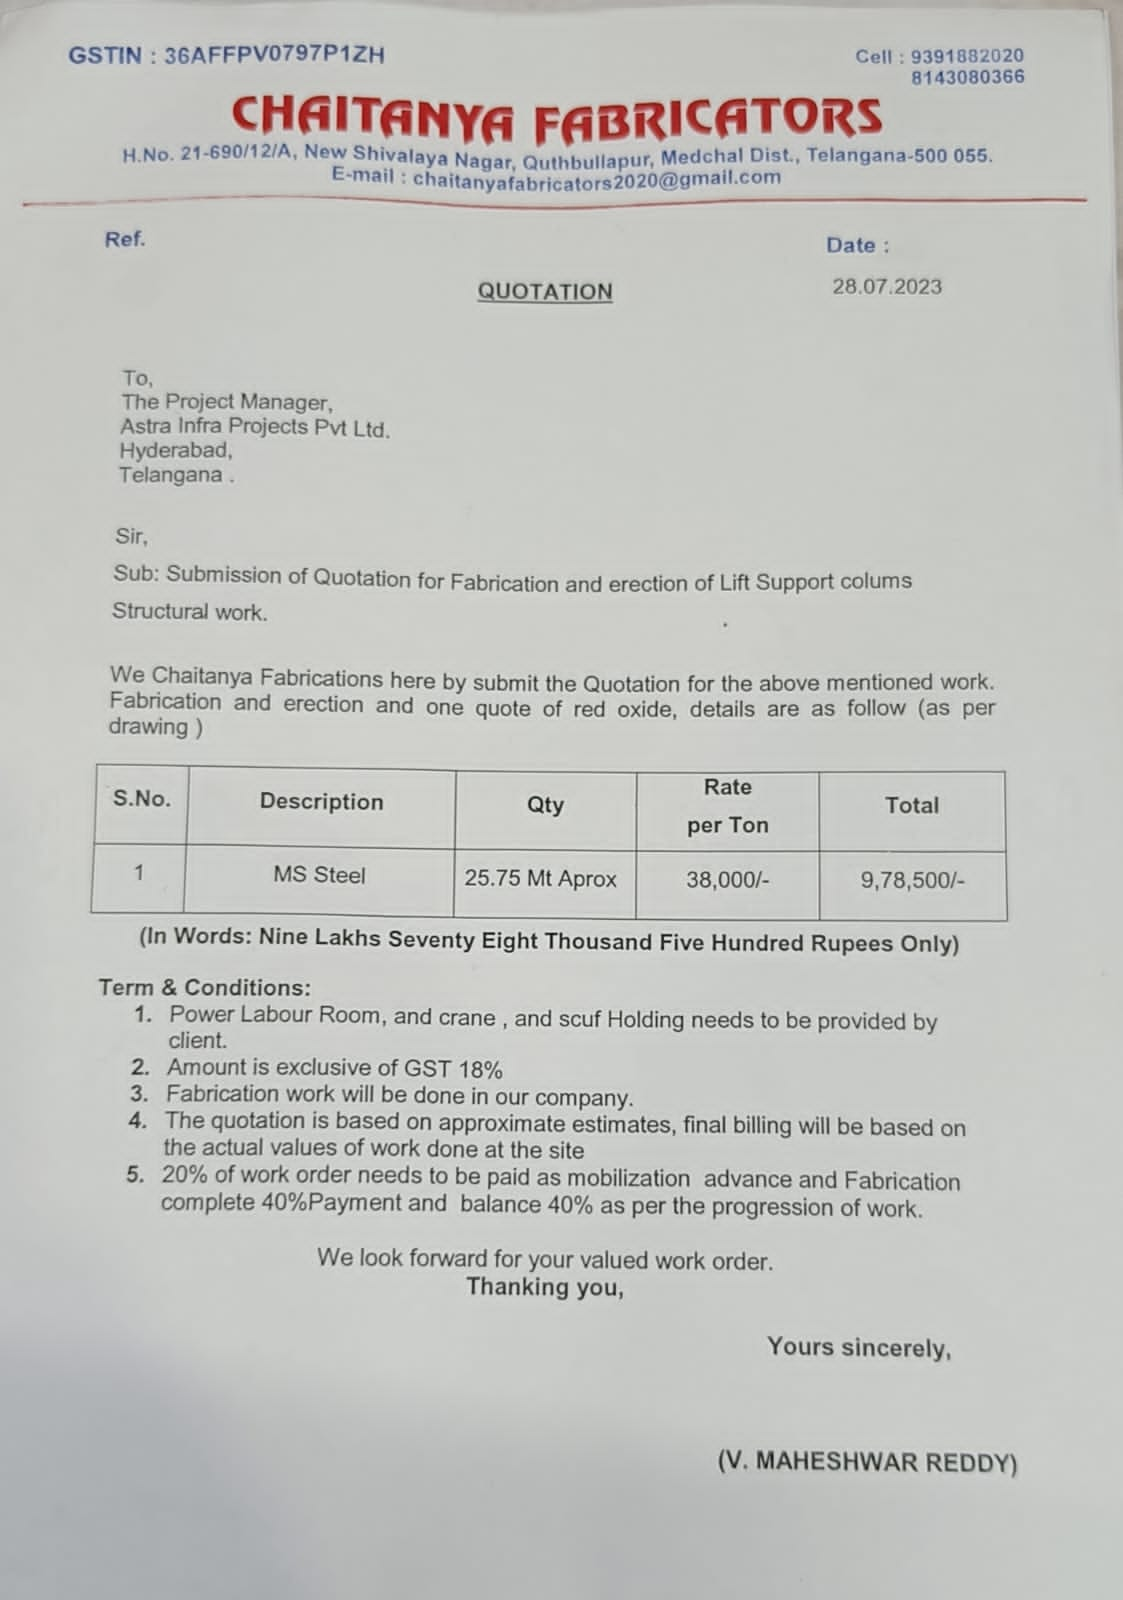 GSTIN : 36AFFPV0797P1ZH
Cell : 9391882020
8143080366
CHAITANYA FABRICATORS
H.No. 21-690/12/A, New Shivalaya Nagar, Quthbullapur, Medchal Dist., Telangana-500 055.
E-mail : chaitanyafabricators2020@gmail.com
Ref.
Date :
28.07.2023
QUOTATION
To,
The Project Manager,
Astra Infra Projects Pvt Ltd.
Hyderabad,
Telangana .
Sir,
Sub: Submission of Quotation for Fabrication and erection of Lift Support colums
Structural work.
We Chaitanya Fabrications here by submit the Quotation for the above mentioned work.
Fabrication and erection and one quote of red oxide, details are as follow (as per
drawing )
S.No. Description Qty Rate per Ton Total
1 MS Steel 25.75 Mt Aprox 38,000/- 9,78,500/-
(In Words: Nine Lakhs Seventy Eight Thousand Five Hundred Rupees Only)
Term & Conditions:
1. Power Labour Room, and crane , and scuf Holding needs to be provided by
client.
2. Amount is exclusive of GST 18%
3. Fabrication work will be done in our company.
4. The quotation is based on approximate estimates, final billing will be based on
the actual values of work done at the site
5. 20% of work order needs to be paid as mobilization advance and Fabrication
complete 40%Payment and balance 40% as per the progression of work.
We look forward for your valued work order.
Thanking you,
Yours sincerely,
(V. MAHESHWAR REDDY)